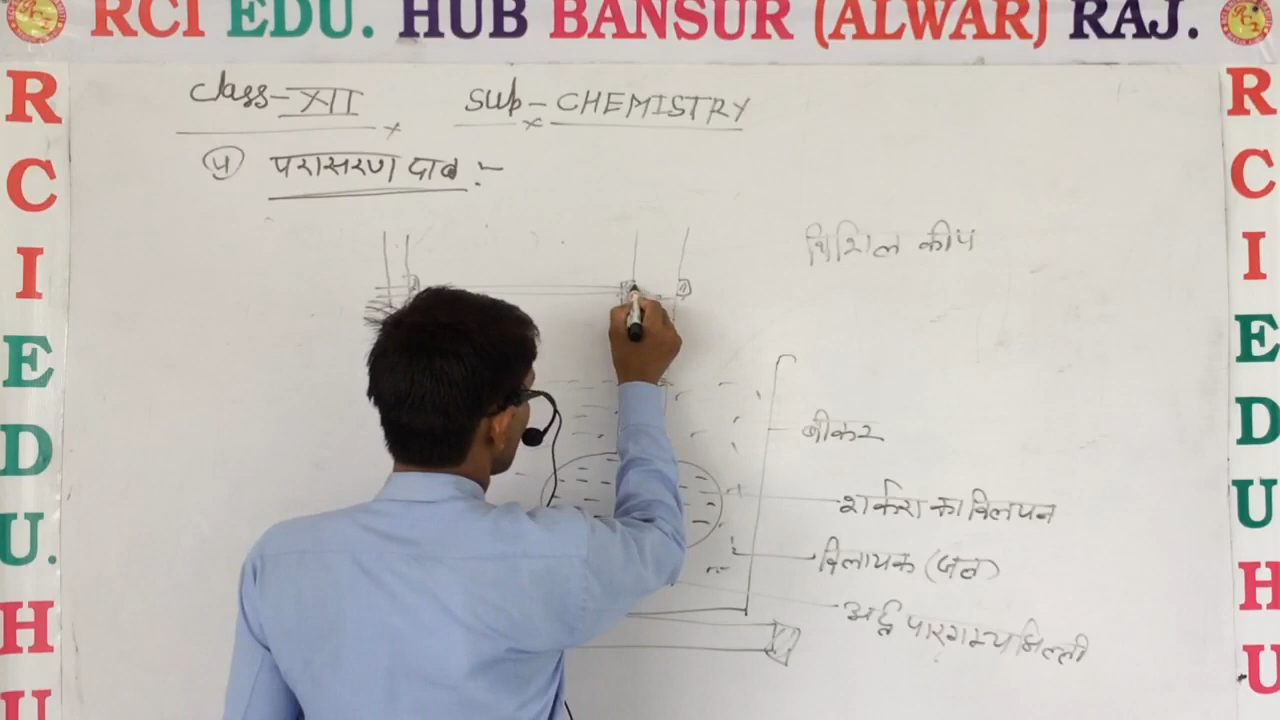 RCI EDU. HUB BANSUR (ALWAR) RAJ.
Class-XII Sub-CHEMISTRY
५ परासरण दाब :-
थिसिल कीप
बीकर
शर्करा का विलयन
विलायक (जल)
अर्द्ध पारगम्य झिल्ली
R
C
I
E
D
U.
H
U
R
C
I
E
D
U
H
U